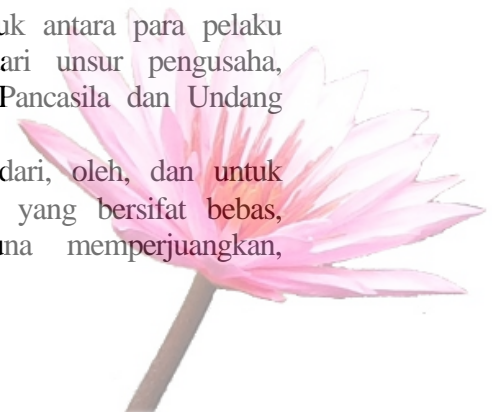 uk antara para pelaku
ari unsur pengusaha,
Pancasila dan Undang
dari, oleh, dan untuk
yang bersifat bebas,
una memperjuangkan,